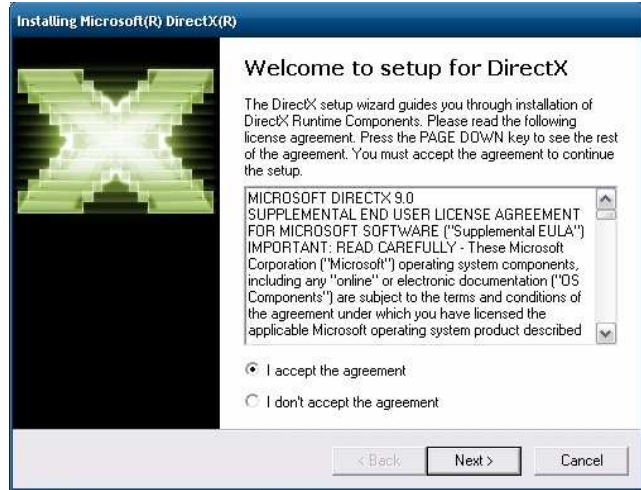 Installing Microsoft(R) DirectX(R)
Welcome to setup for DirectX
The DirectX setup wizard guides you through installation of
DirectX Runtime Components. Please read the following
license agreement. Press the PAGE DOWN key to see the rest
of the agreement. You must accept the agreement to continue
the setup.
MICROSOFT DIRECTX 9.0
SUPPLEMENTAL END USER LICENSE AGREEMENT
FOR MICROSOFT SOFTWARE ("Supplemental EULA")
IMPORTANT: READ CAREFULLY - These Microsoft
Corporation ("Microsoft") operating system components,
including any "online" or electronic documentation ("OS
Components") are subject to the terms and conditions of
the agreement under which you have licensed the
applicable Microsoft operating system product described
I accept the agreement
I don't accept the agreement
< Back
Next >
Cancel